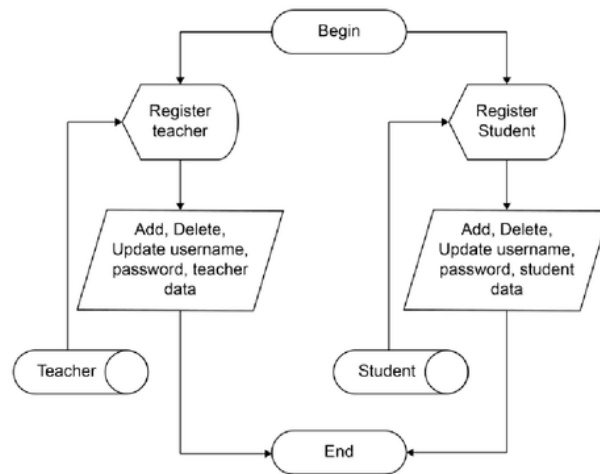 Begin
Register
teacher
Register
Student
Add, Delete,
Update username,
password, teacher
data
Add, Delete,
Update username,
password, student
data
Teacher
Student
End